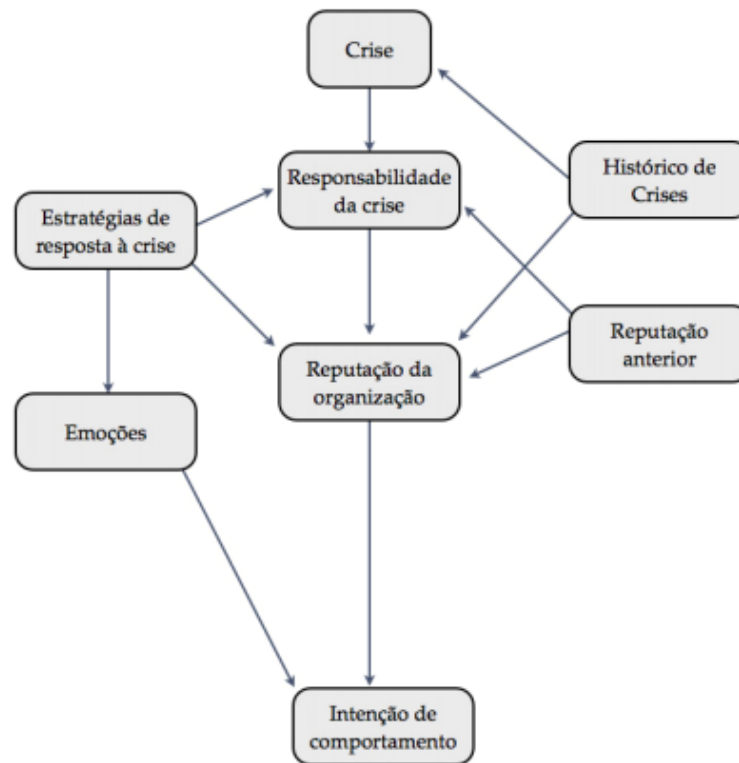 Crise
Responsabilidade
da crise
Histórico de
Crises
Estratégias de
resposta à crise
Reputação
anterior
Reputação da
organização
Emoções
Intenção de
comportamento